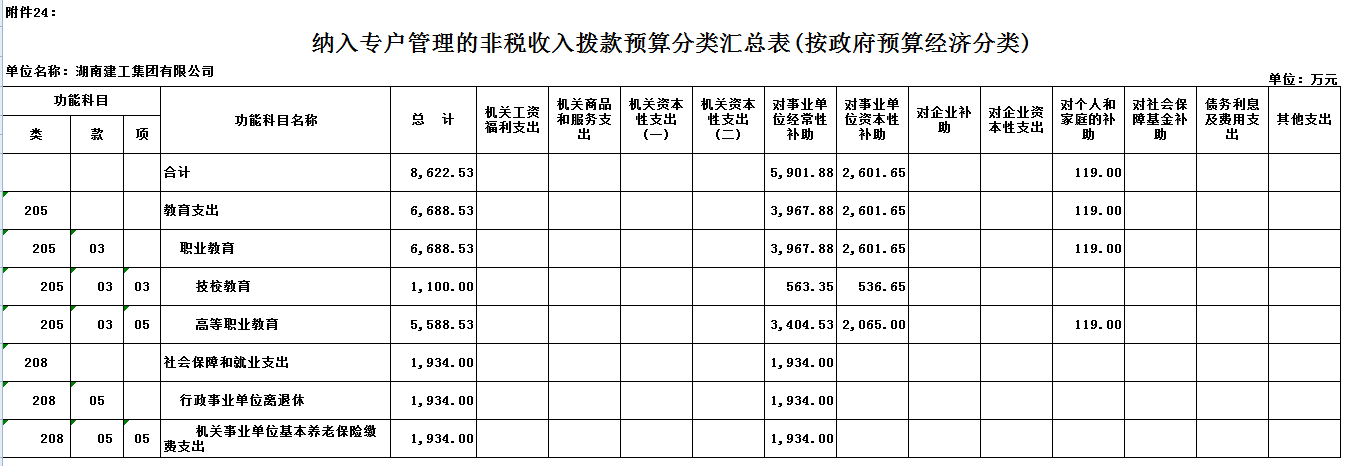 附件24：
纳入专户管理的非税收入拨款预算分类汇总表(按政府预算经济分类)
单位名称：湖南建工集团有限公司
单位：万元
功能科目 功能科目名称 总 计 机关工资福利支出 机关商品和服务支出 机关资本性支出(一) 机关资本性支出(二) 对事业单位经常性补助 对事业单位资本性补助 对企业补助 对企业资本性支出 对个人和家庭的补助 对社会保障基金补助 债务利息及费用支出 其他支出
类 款 项
合计 8,622.53 5,901.88 2,601.65 119.00
205 教育支出 6,688.53 3,967.88 2,601.65 119.00
205 03 职业教育 6,688.53 3,967.88 2,601.65 119.00
205 03 03 技校教育 1,100.00 563.35 536.65
205 03 05 高等职业教育 5,588.53 3,404.53 2,065.00 119.00
208 社会保障和就业支出 1,934.00 1,934.00
208 05 行政事业单位离退休 1,934.00 1,934.00
208 05 05 机关事业单位基本养老保险缴费支出 1,934.00 1,934.00